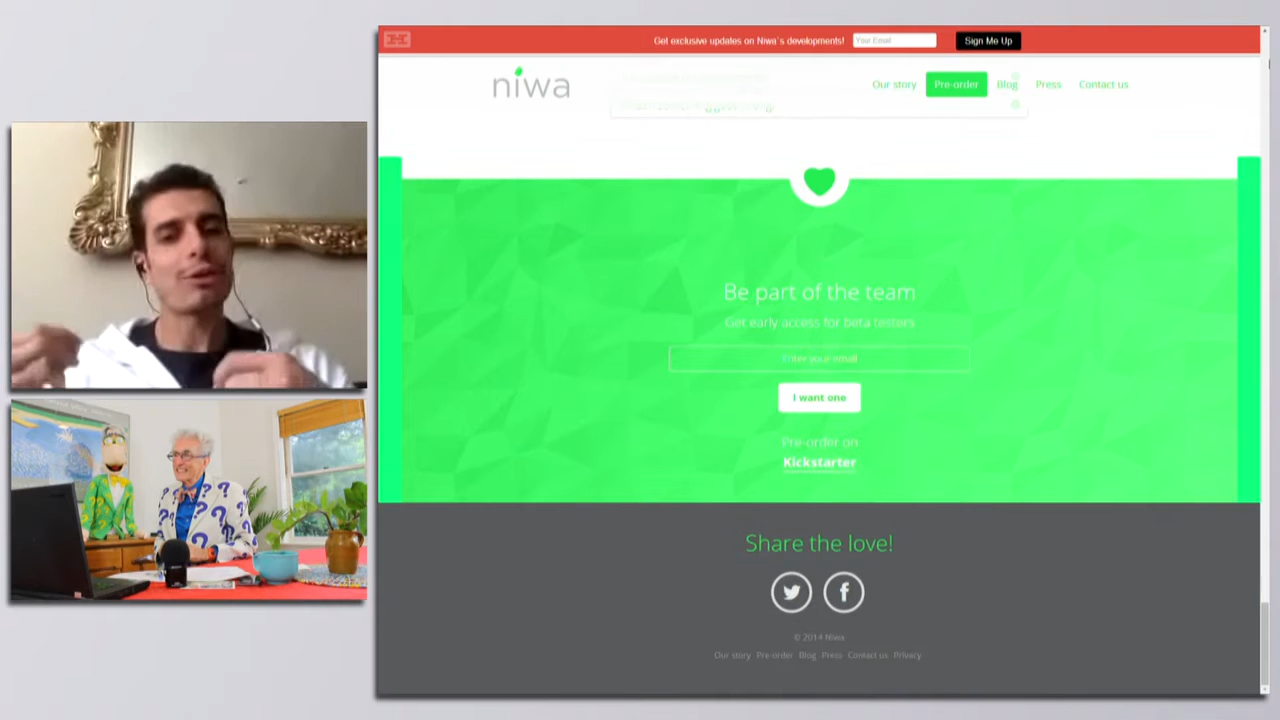 Get exclusive updates on Niwa's developments!
Your Email
Sign Me Up
niwa
Our story
Pre-order
Blog
Press
Contact us
Be part of the team
Get early access for beta testers
Enter your email
I want one
Pre-order on
Kickstarter
Share the love!
© 2014 Niwa
Our story Pre-order Blog Press Contact us Privacy